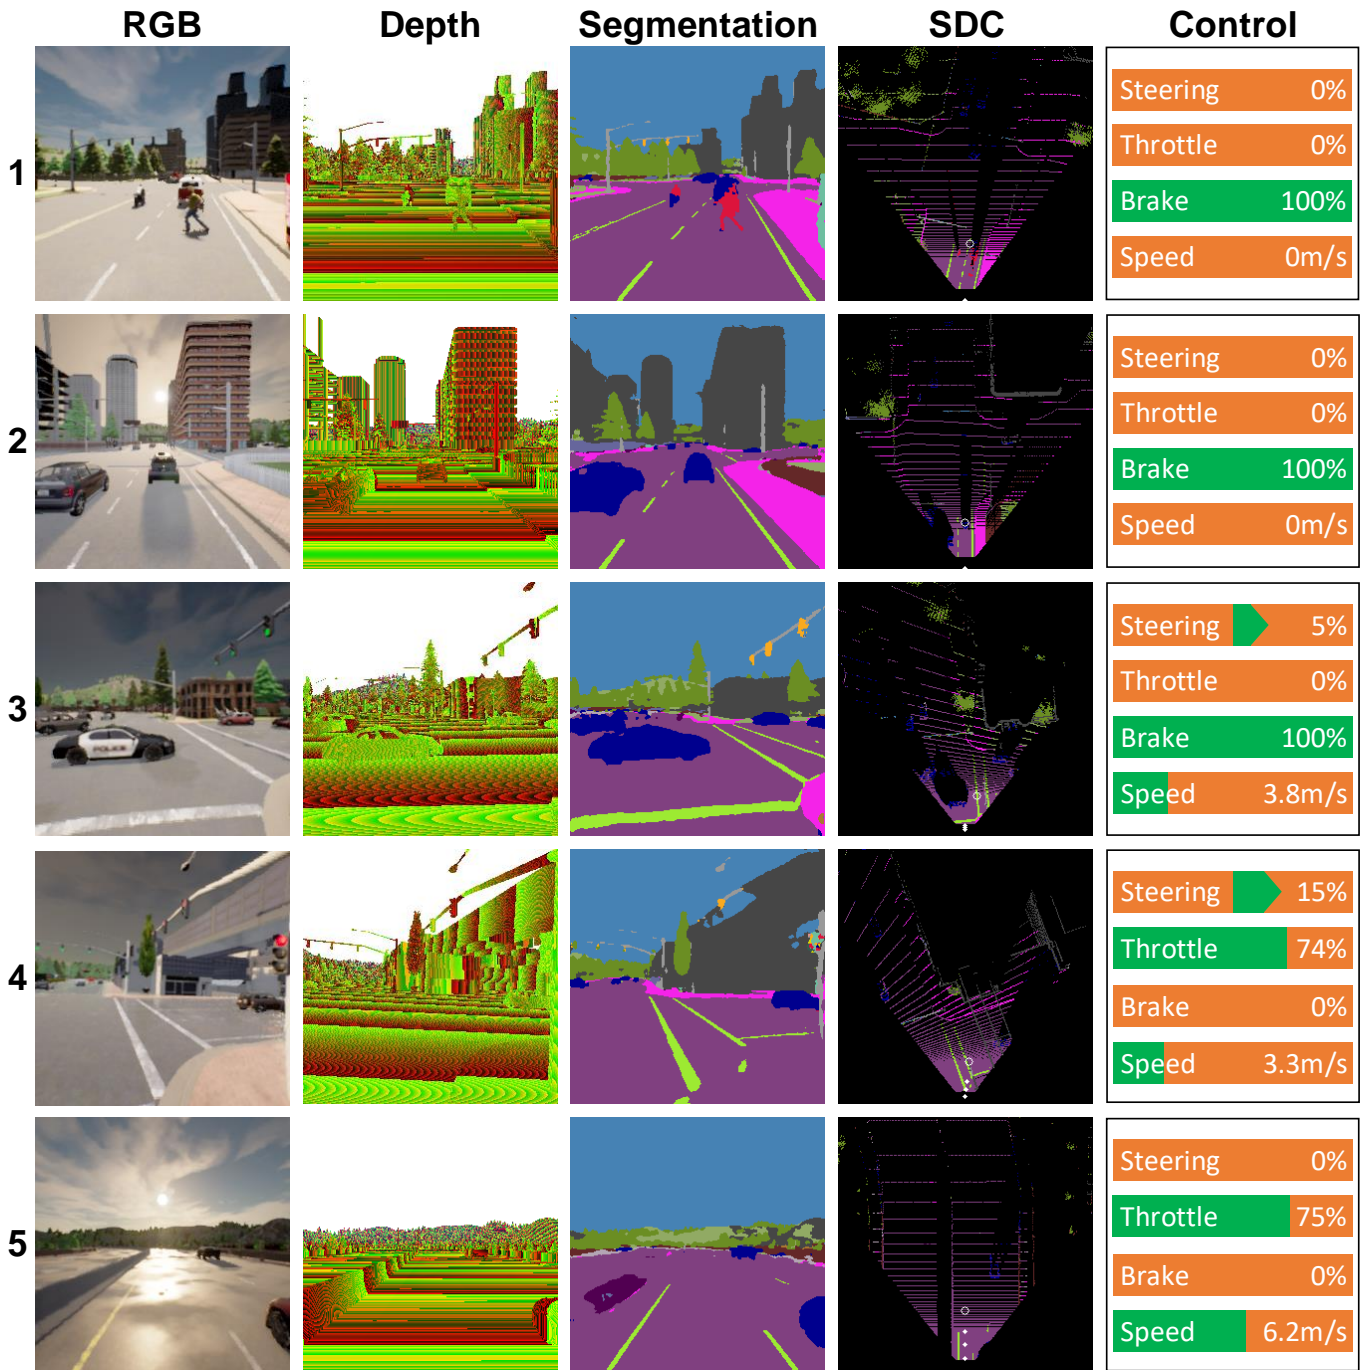 RGB Depth Segmentation SDC Control
1
Steering 0%
Throttle 0%
Brake 100%
Speed 0m/s
2
Steering 0%
Throttle 0%
Brake 100%
Speed 0m/s
3
POLICE
Steering 5%
Throttle 0%
Brake 100%
Speed 3.8m/s
4
Steering 15%
Throttle 74%
Brake 0%
Speed 3.3m/s
5
Steering 0%
Throttle 75%
Brake 0%
Speed 6.2m/s